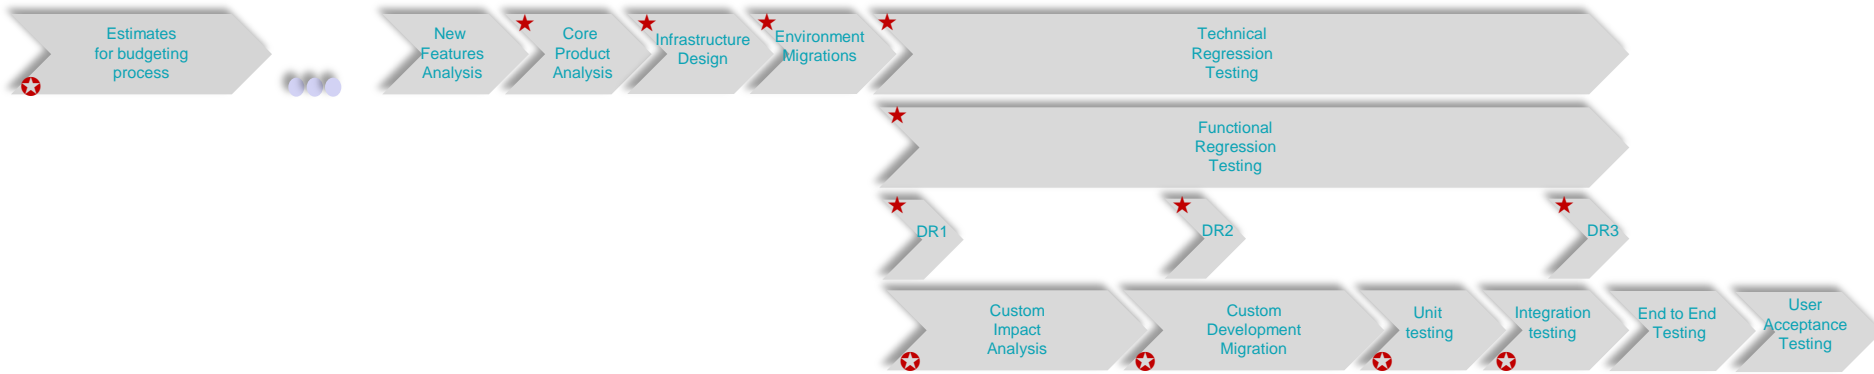 Estimates
for budgeting
process
New
Features
Analysis
Core
Product
Analysis
Infrastructure
Design
Environment
Migrations
Technical
Regression
Testing
Functional
Regression
Testing
DR1
DR2
DR3
Custom
Impact
Analysis
Custom
Development
Migration
Unit
testing
Integration
testing
End to End
Testing
User
Acceptance
Testing